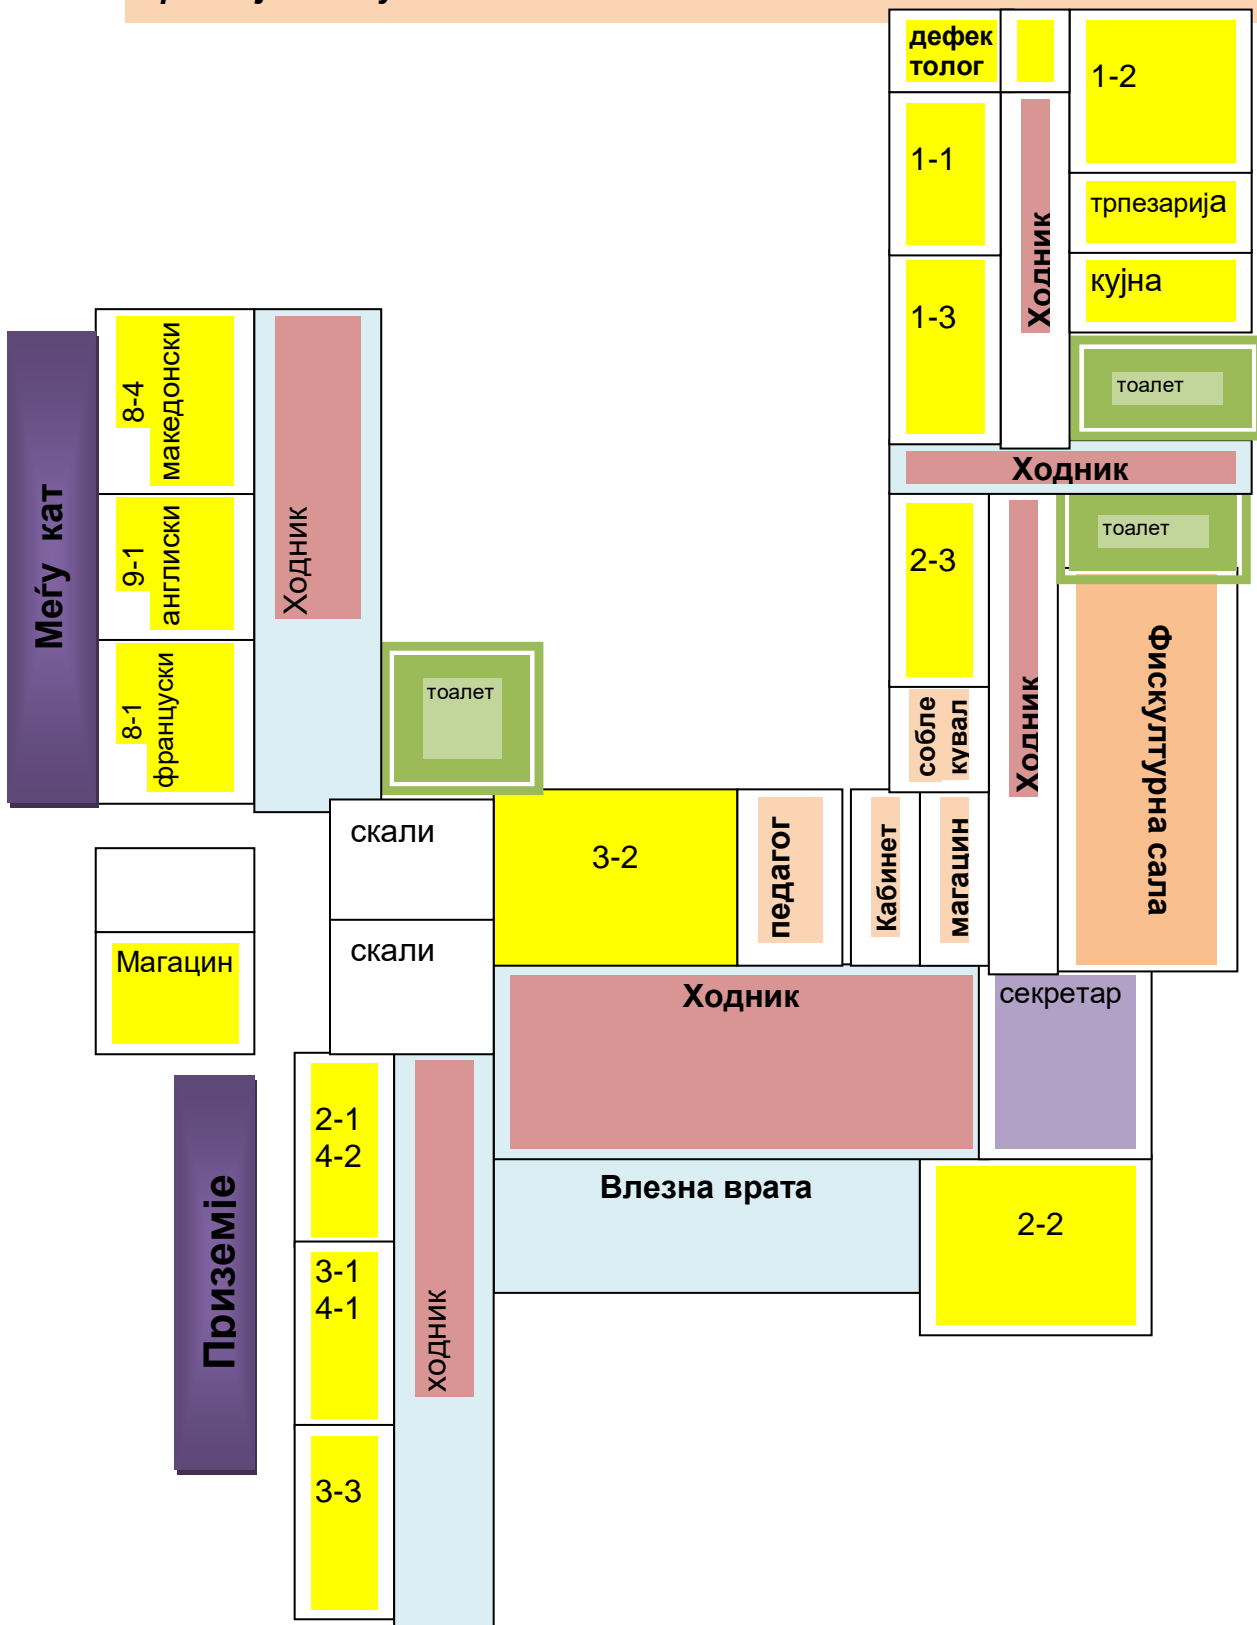 дефек
толог
1-2
1-1
трпезарија
Ходник
кујна
1-3
тоалет
Ходник
тоалет
2-3
Ходник
Фискултурна сала
собле
кувал
Меѓу кат
8-4
македонски
9-1
англиски
8-1
француски
Ходник
тоалет
скали
3-2
педагог
Кабинет
магацин
Магацин
скали
Ходник
секретар
2-1
4-2
Влезна врата
2-2
Приземје
3-1
4-1
ходник
3-3